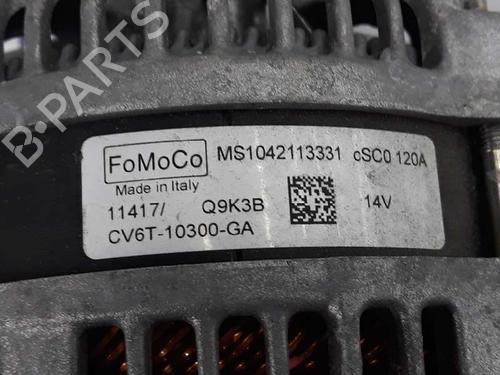 FoMoCo MS1042113331 cSC0 120A
Made in Italy
11417/ Q9K3B 14V
CV6T-10300-GA
B-PARTS